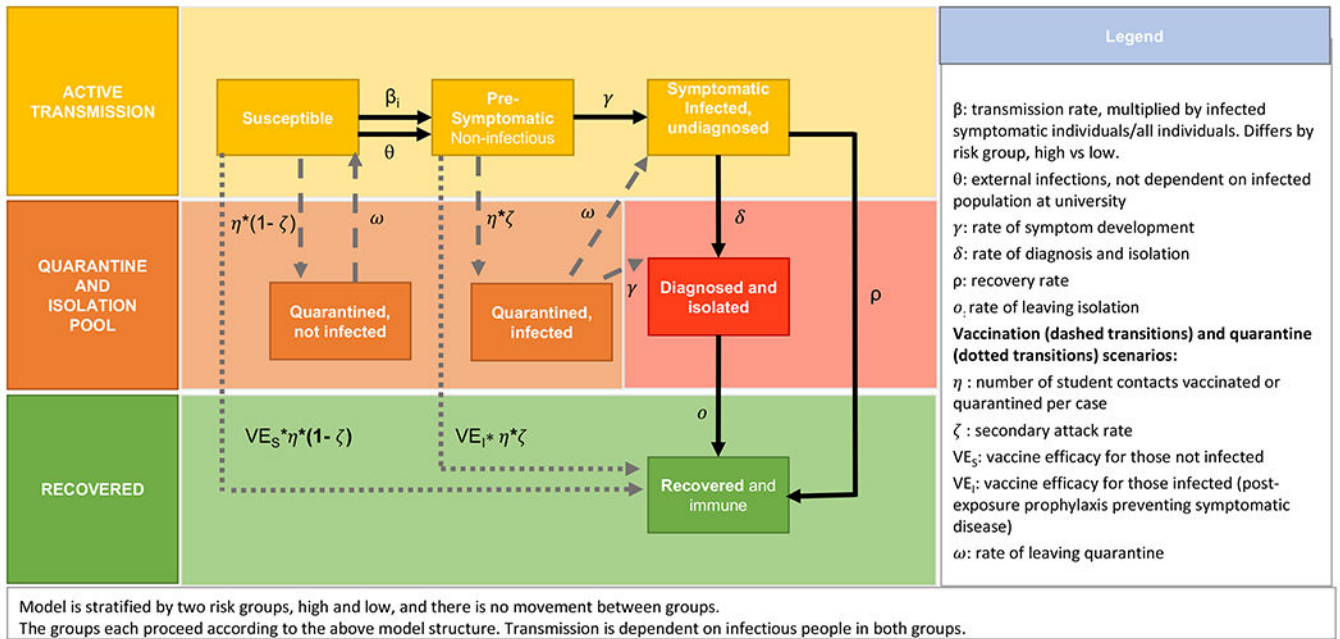 ACTIVE
TRANSMISSION
Susceptible
βi
θ
Pre-
Symptomatic
Non-infectious
γ
Symptomatic
Infected,
undiagnosed
η*(1- ζ)
ω
η*ζ
ω
γ
δ
ρ
QUARANTINE
AND
ISOLATION
POOL
Quarantined,
not infected
Quarantined,
infected
Diagnosed and
isolated
VES*η*(1- ζ)
VEI* η*ζ
o
RECOVERED
Recovered and
immune
Legend
β: transmission rate, multiplied by infected
symptomatic individuals/all individuals. Differs by
risk group, high vs low.
θ: external infections, not dependent on infected
population at university
γ: rate of symptom development
δ: rate of diagnosis and isolation
ρ: recovery rate
o: rate of leaving isolation
Vaccination (dashed transitions) and quarantine
(dotted transitions) scenarios:
η : number of student contacts vaccinated or
quarantined per case
ζ : secondary attack rate
VES: vaccine efficacy for those not infected
VEI: vaccine efficacy for those infected (post-
exposure prophylaxis preventing symptomatic
disease)
ω: rate of leaving quarantine
Model is stratified by two risk groups, high and low, and there is no movement between groups.
The groups each proceed according to the above model structure. Transmission is dependent on infectious people in both groups.